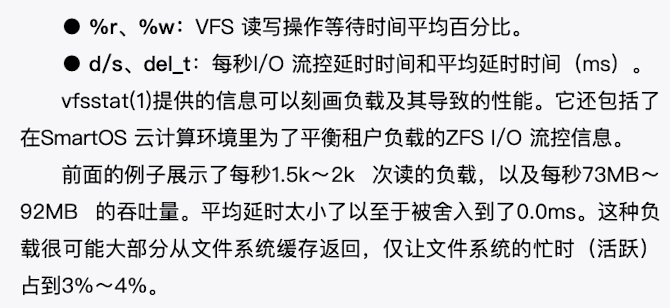 ● %r、%w：VFS 读写操作等待时间平均百分比。
● d/s、del_t：每秒I/O 流控延时时间和平均延时时间（ms）。
vfsstat(1)提供的信息可以刻画负载及其导致的性能。它还包括了
在SmartOS 云计算环境里为了平衡租户负载的ZFS I/O 流控信息。
前面的例子展示了每秒1.5k～2k 次读的负载，以及每秒73MB～
92MB 的吞吐量。平均延时太小了以至于被舍入到了0.0ms。这种负
载很可能大部分从文件系统缓存返回，仅让文件系统的忙时（活跃）
占到3%～4%。